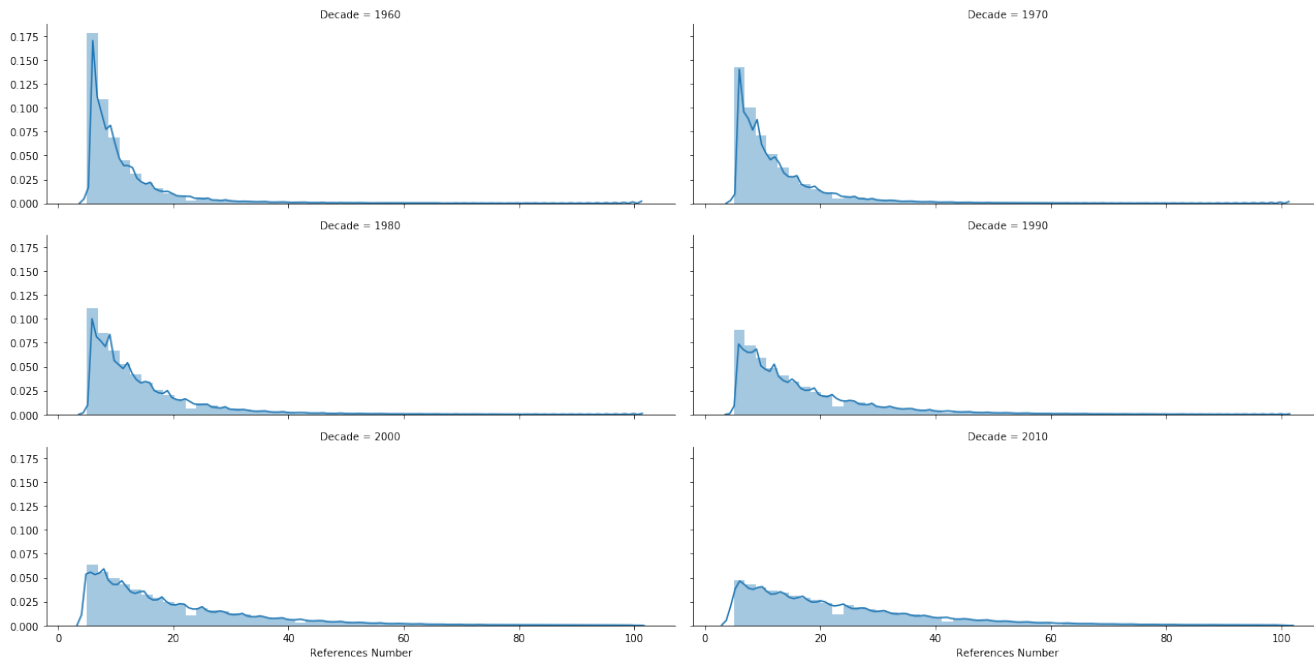 Decade = 1960
Decade = 1970
0.175
0.150
0.125
0.100
0.075
0.050
0.025
0.000
Decade = 1980
Decade = 1990
0.175
0.150
0.125
0.100
0.075
0.050
0.025
0.000
Decade = 2000
Decade = 2010
0.175
0.150
0.125
0.100
0.075
0.050
0.025
0.000
0 20 40 60 80 100
0 20 40 60 80 100
References Number
References Number